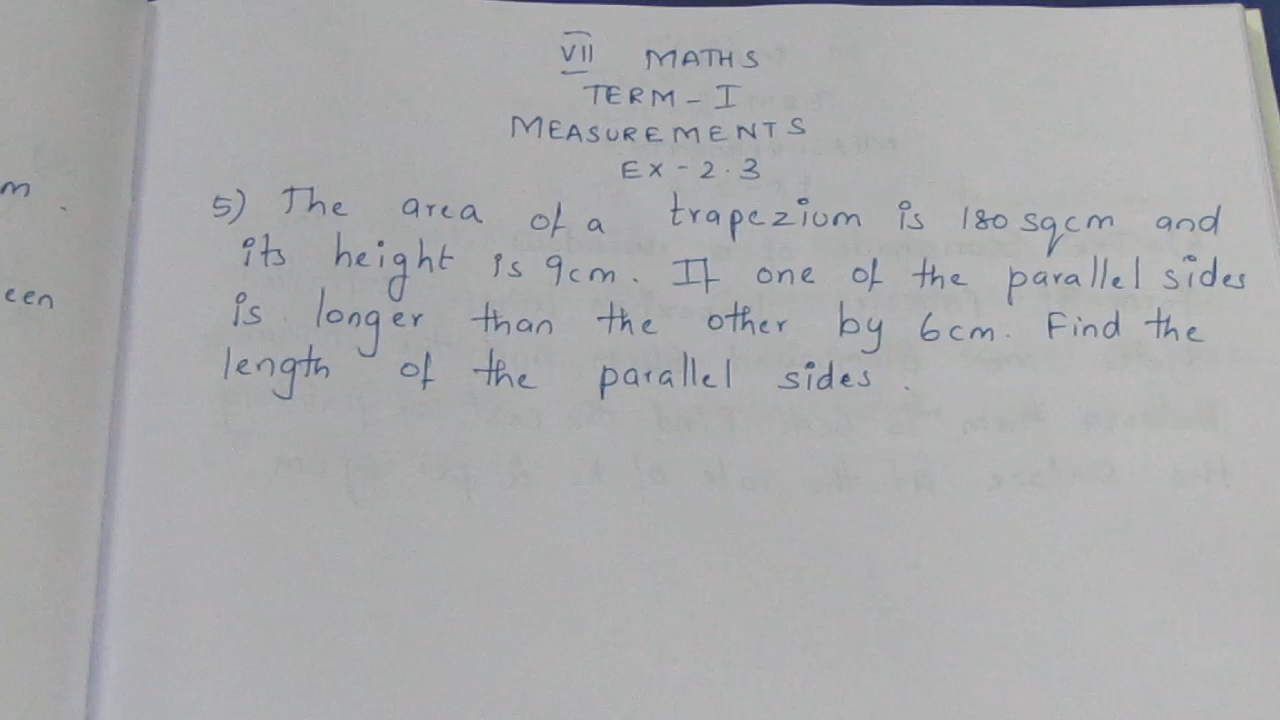 VII MATHS
TERM - I
MEASUREMENTS
EX - 2.3
5) The area of a trapezium is 180 sqcm and
its height is 9cm. If one of the parallel sides
is longer than the other by 6cm. Find the
length of the parallel sides.
m.
een